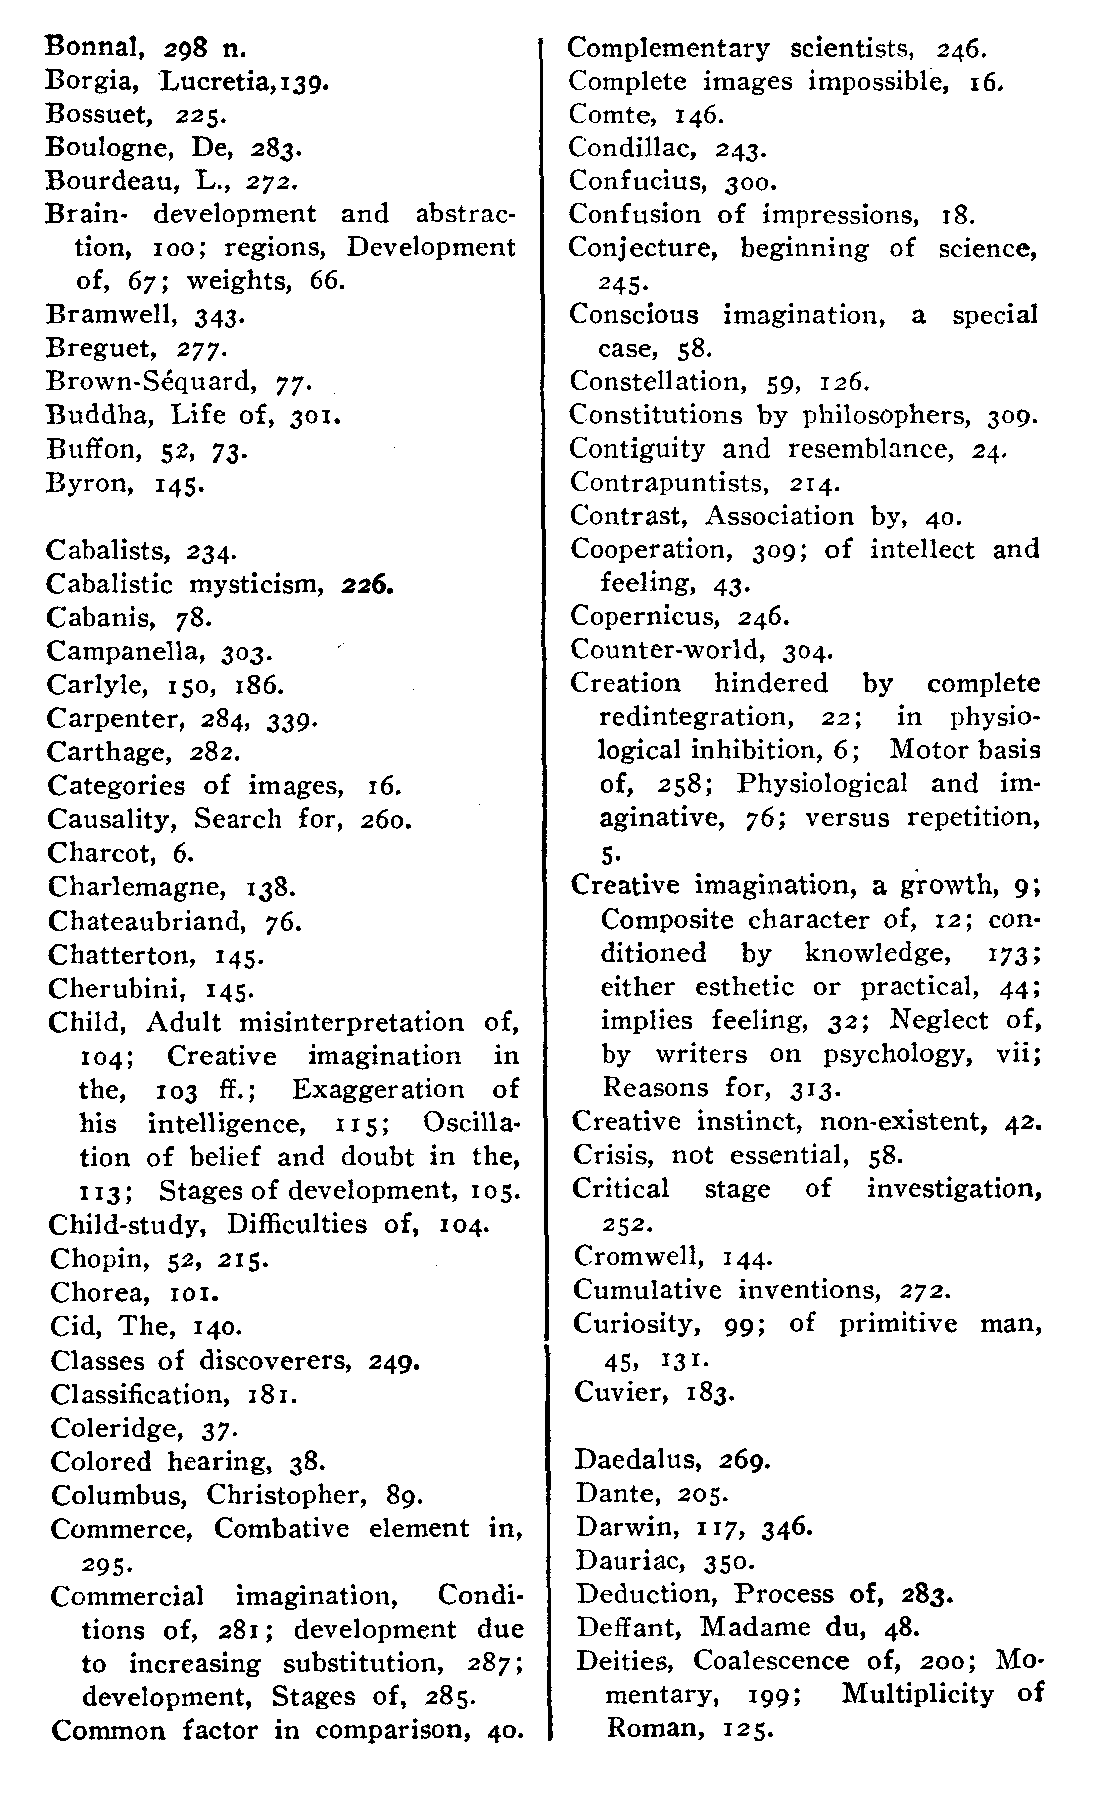 Bonnal, 298 n.
Borgia, Lucretia, 139.
Bossuet, 225.
Boulogne, De, 283.
Bourdeau, L., 272.
Brain- development and abstrac-
tion, 100; regions, Development
of, 67; weights, 66.
Bramwell, 343.
Breguet, 277.
Brown-Séquard, 77.
Buddha, Life of, 301.
Buffon, 52, 73.
Byron, 145.
Cabalists, 234.
Cabalistic mysticism, 226.
Cabanis, 78.
Campanella, 303.
Carlyle, 150, 186.
Carpenter, 284, 339.
Carthage, 282.
Categories of images, 16.
Causality, Search for, 260.
Charcot, 6.
Charlemagne, 138.
Chateaubriand, 76.
Chatterton, 145.
Cherubini, 145.
Child, Adult misinterpretation of,
104; Creative imagination in
the, 103 ff.; Exaggeration of
his intelligence, 115; Oscilla-
tion of belief and doubt in the,
113; Stages of development, 105.
Child-study, Difficulties of, 104.
Chopin, 52, 215.
Chorea, 101.
Cid, The, 140.
Classes of discoverers, 249.
Classification, 181.
Coleridge, 37.
Colored hearing, 38.
Columbus, Christopher, 89.
Commerce, Combative element in,
295.
Commercial imagination, Condi-
tions of, 281; development due
to increasing substitution, 287;
development, Stages of, 285.
Common factor in comparison, 40.
Complementary scientists, 246.
Complete images impossible, 16.
Comte, 146.
Condillac, 243.
Confucius, 300.
Confusion of impressions, 18.
Conjecture, beginning of science,
245.
Conscious imagination, a special
case, 58.
Constellation, 59, 126.
Constitutions by philosophers, 309.
Contiguity and resemblance, 24.
Contrapuntists, 214.
Contrast, Association by, 40.
Cooperation, 309; of intellect and
feeling, 43.
Copernicus, 246.
Counter-world, 304.
Creation hindered by complete
redintegration, 22; in physio-
logical inhibition, 6; Motor basis
of, 258; Physiological and im-
aginative, 76; versus repetition,
5.
Creative imagination, a growth, 9;
Composite character of, 12; con-
ditioned by knowledge, 173;
either esthetic or practical, 44;
implies feeling, 32; Neglect of,
by writers on psychology, vii;
Reasons for, 313.
Creative instinct, non-existent, 42.
Crisis, not essential, 58.
Critical stage of investigation,
252.
Cromwell, 144.
Cumulative inventions, 272.
Curiosity, 99; of primitive man,
45, 131.
Cuvier, 183.
Daedalus, 269.
Dante, 205.
Darwin, 117, 346.
Dauriac, 350.
Deduction, Process of, 283.
Deffant, Madame du, 48.
Deities, Coalescence of, 200; Mo-
mentary, 199; Multiplicity of
Roman, 125.